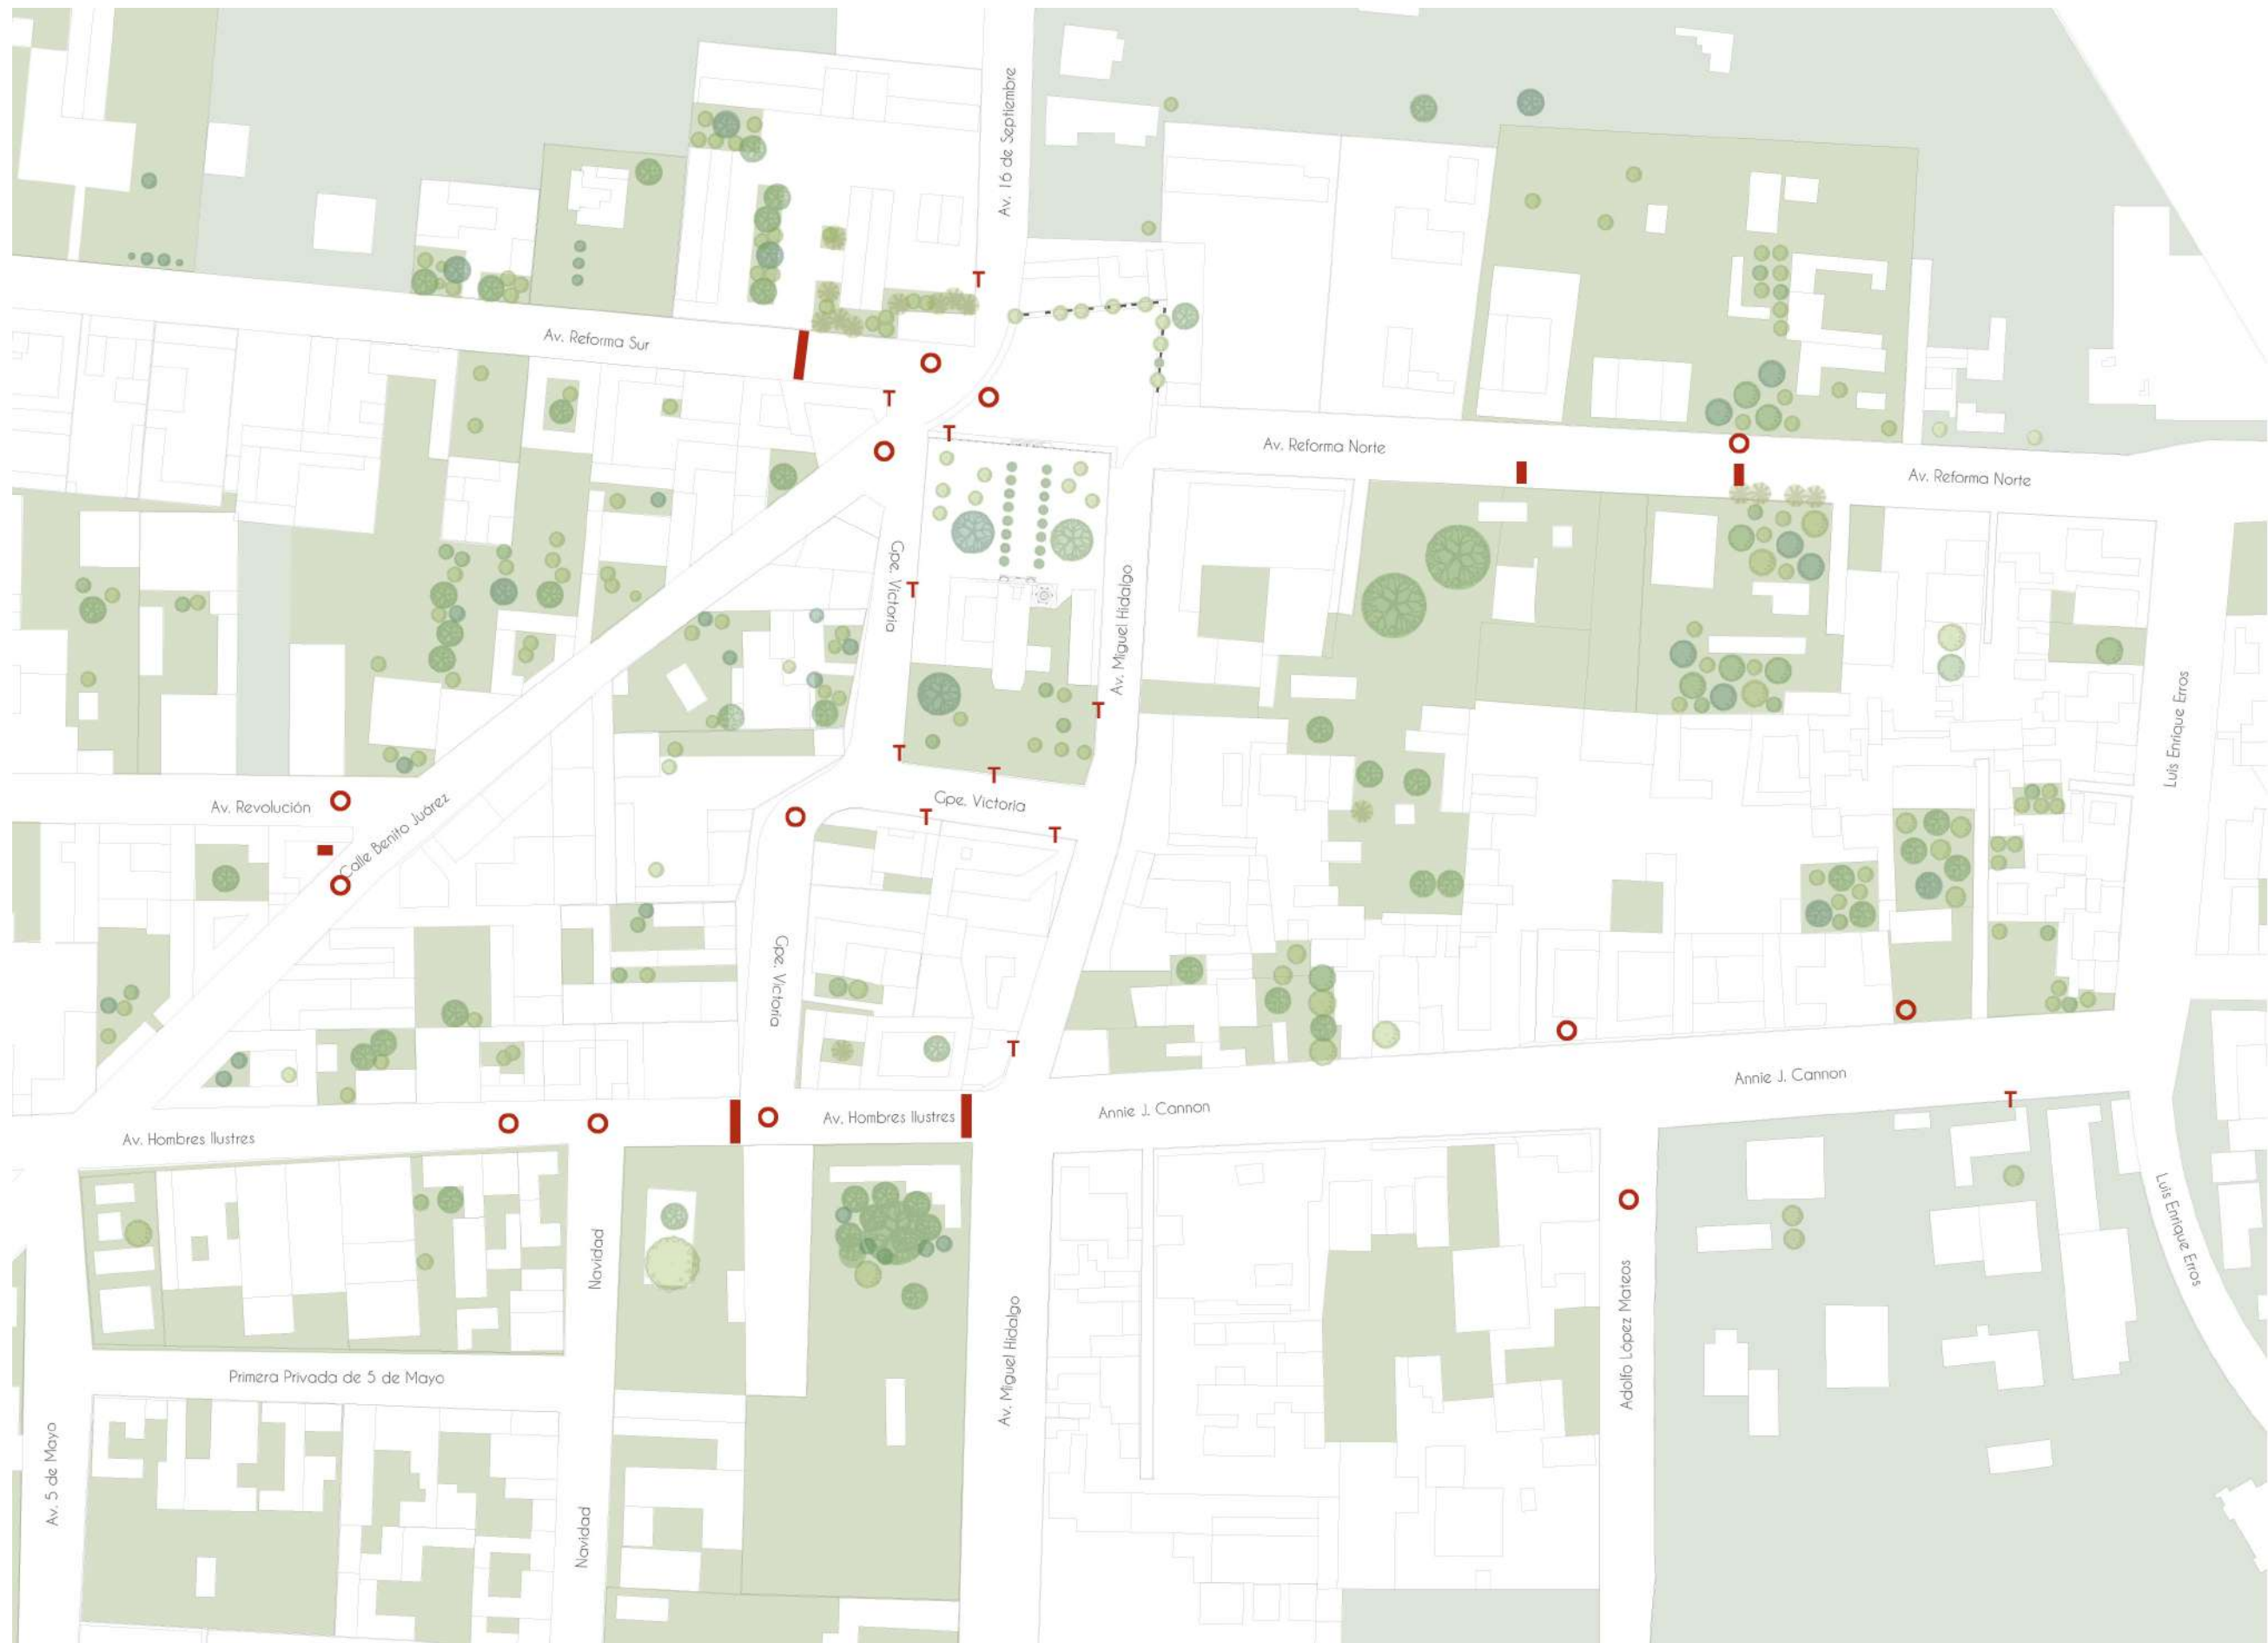 Av. 16 de Septiembre
T
Av. Reforma Sur
T
T
Av. Reforma Norte
Av. Reforma Norte
Gpe. Victoria
T
Av. Miguel Hidalgo
T
Luis Enrique Erros
T
T
Av. Revolución
Gpe. Victoria
T
T
Calle Benito Juárez
Gpe. Victoria
T
Annie J. Cannon
T
Annie J. Cannon
Av. Hombres Ilustres
Av. Hombres Ilustres
Navidad
Luis Enrique Erros
Av. Miguel Hidalgo
Adolfo López Mateos
Primera Privada de 5 de Mayo
Av. 5 de Mayo
Navidad